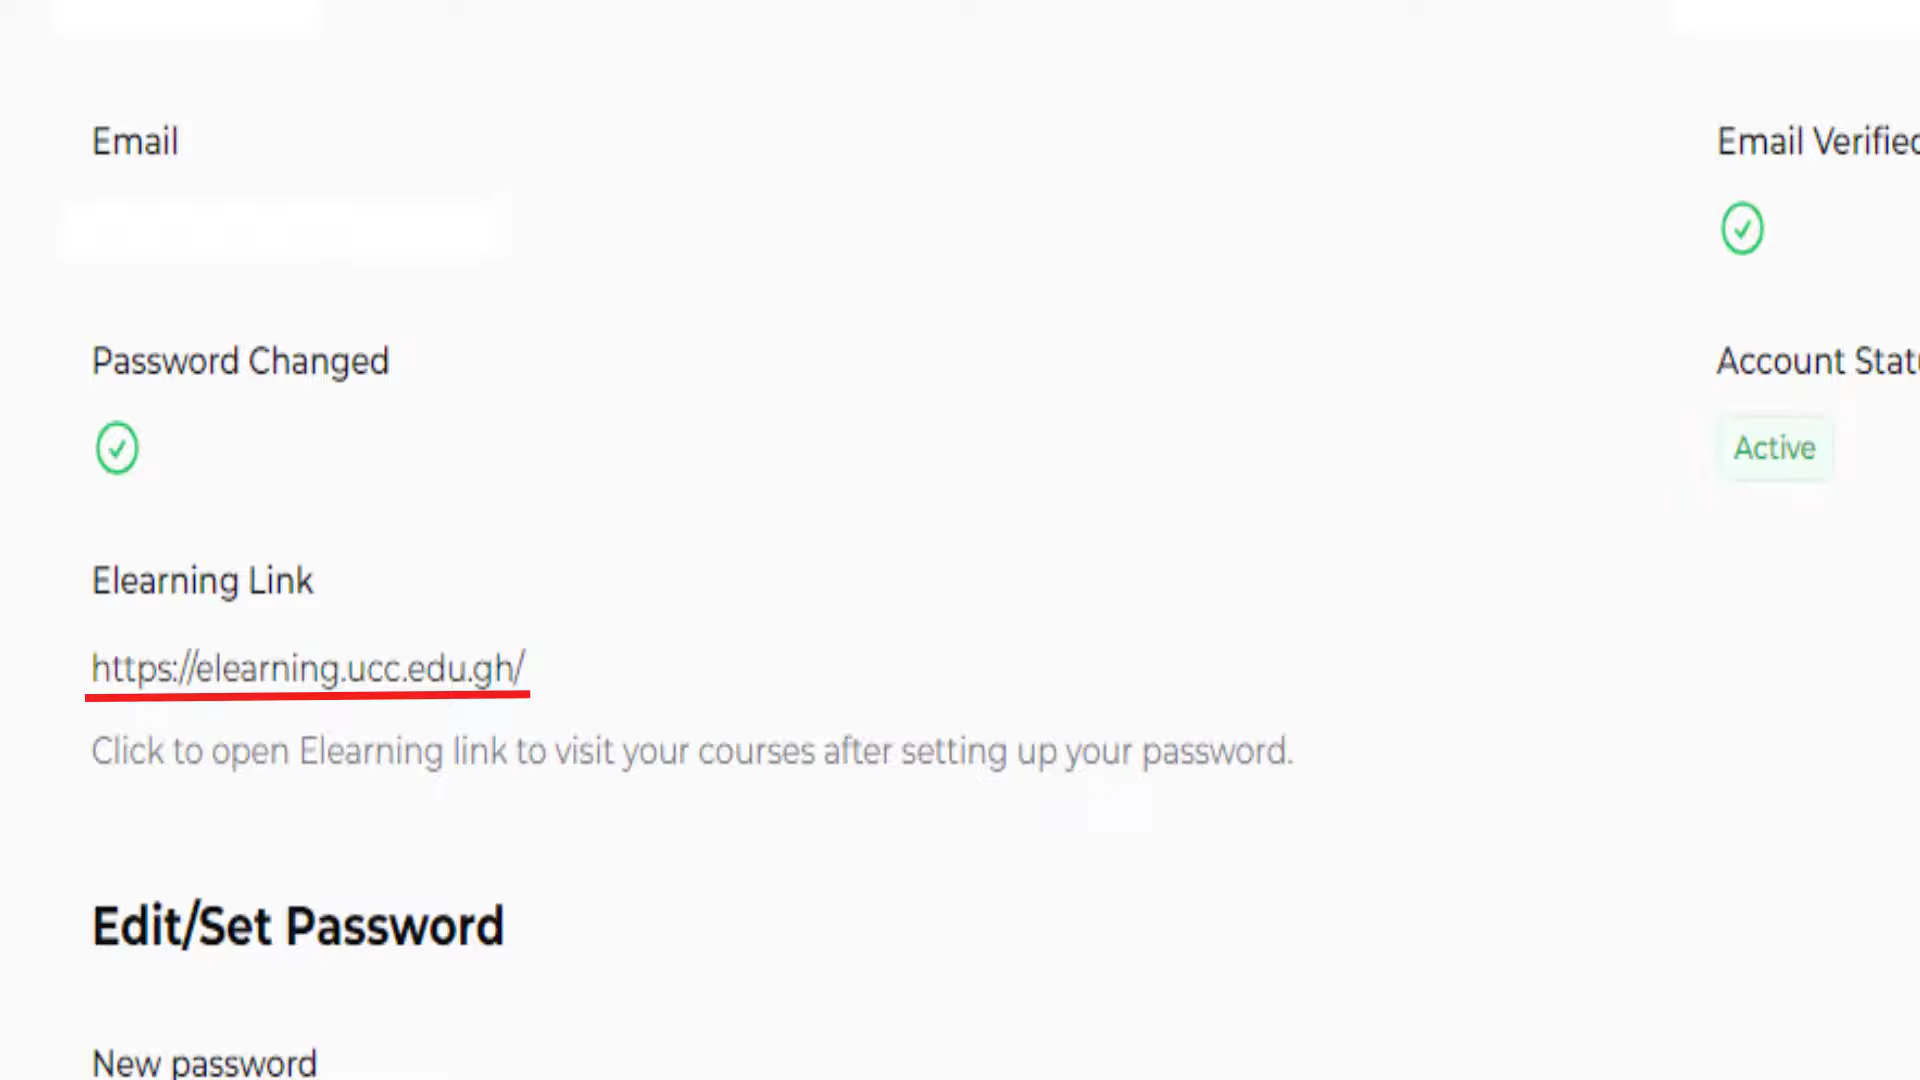 Email
Email Verified
Password Changed
Account Statu
Active
Elearning Link
https://elearning.ucc.edu.gh/
Click to open Elearning link to visit your courses after setting up your password.
Edit/Set Password
New password